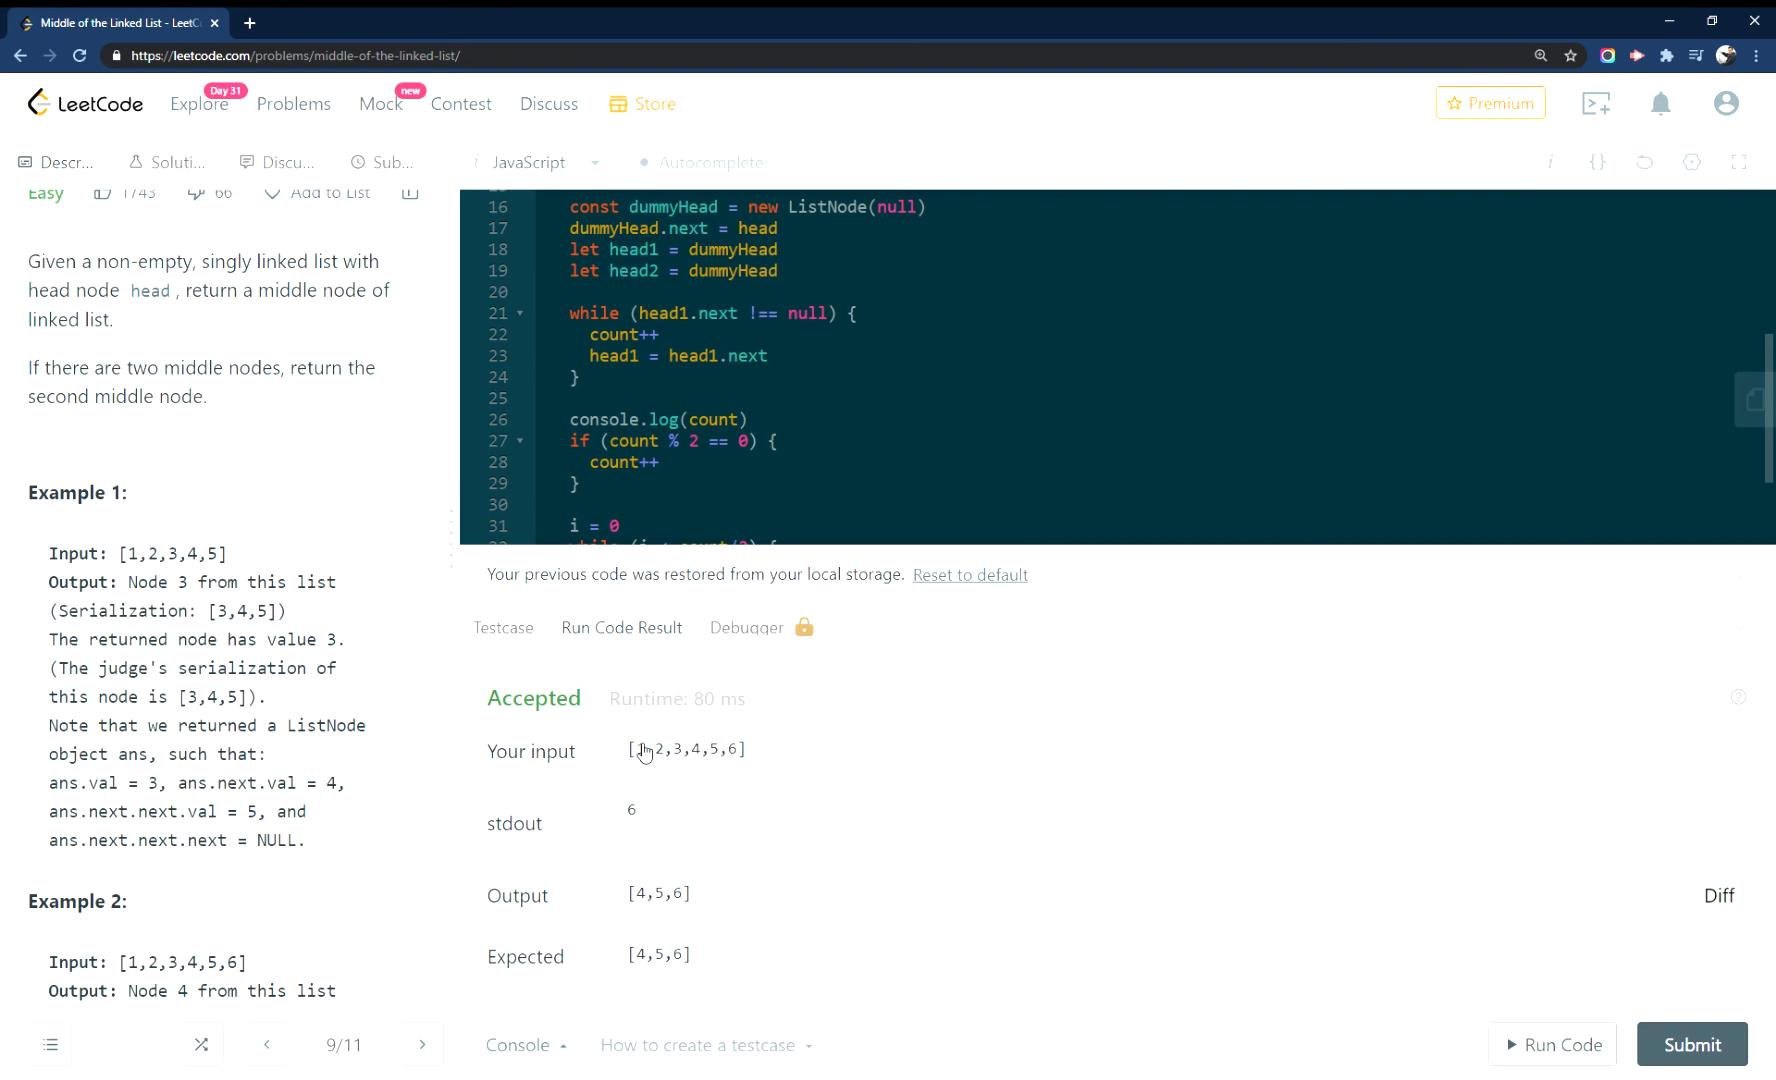 Middle of the Linked List - LeetC
https://leetcode.com/problems/middle-of-the-linked-list/
LeetCode
Explore
Day 31
Problems
Mock
new
Contest
Discuss
Store
Premium
Descr...
Soluti...
Discu...
Sub...
i JavaScript
Autocomplete
i {}
Easy
1743
66
Add to List
Given a non-empty, singly linked list with
head node head, return a middle node of
linked list.
If there are two middle nodes, return the
second middle node.
Example 1:
Input: [1,2,3,4,5]
Output: Node 3 from this list
(Serialization: [3,4,5])
The returned node has value 3.
(The judge's serialization of
this node is [3,4,5]).
Note that we returned a ListNode
object ans, such that:
ans.val = 3, ans.next.val = 4,
ans.next.next.val = 5, and
ans.next.next.next = NULL.
Example 2:
Input: [1,2,3,4,5,6]
Output: Node 4 from this list
9/11
16 const dummyHead = new ListNode(null)
17 dummyHead.next = head
18 let head1 = dummyHead
19 let head2 = dummyHead
20
21 while (head1.next !== null) {
22 count++
23 head1 = head1.next
24 }
25
26 console.log(count)
27 if (count % 2 == 0) {
28 count++
29 }
30
31 i = 0
Your previous code was restored from your local storage. Reset to default
Testcase
Run Code Result
Debugger
Accepted
Runtime: 80 ms
Your input
2,3,4,5,6]
stdout
6
Output
[4,5,6]
Diff
Expected
[4,5,6]
Console
How to create a testcase
Run Code
Submit